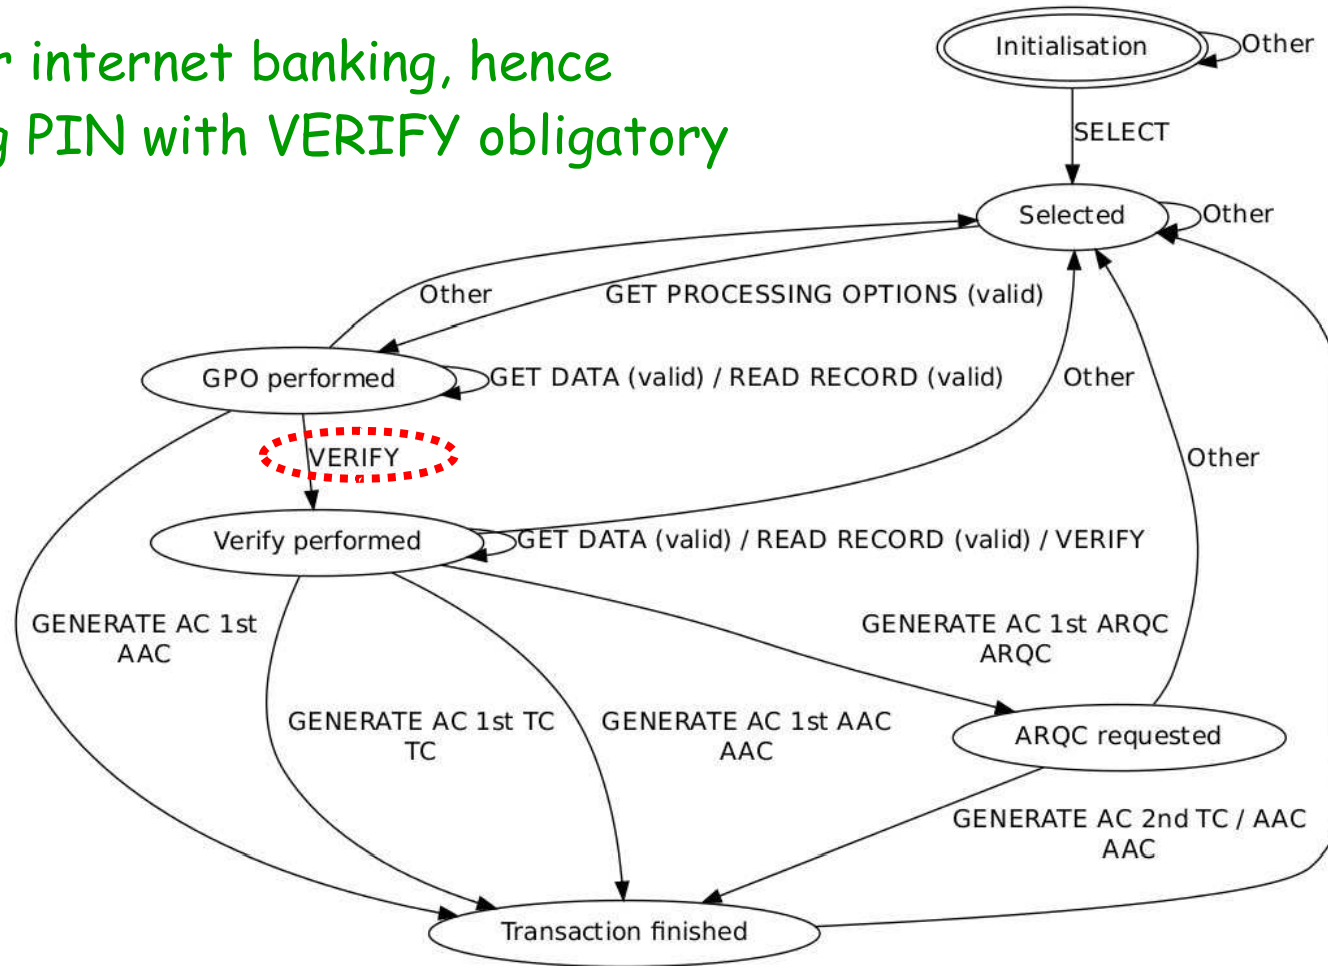 r internet banking, hence
g PIN with VERIFY obligatory
Initialisation
Other
SELECT
Selected
Other
Other
GET PROCESSING OPTIONS (valid)
GPO performed
GET DATA (valid) / READ RECORD (valid)
Other
VERIFY
Other
Verify performed
GET DATA (valid) / READ RECORD (valid) / VERIFY
GENERATE AC 1st
AAC
GENERATE AC 1st ARQC
ARQC
GENERATE AC 1st TC
TC
GENERATE AC 1st AAC
AAC
ARQC requested
GENERATE AC 2nd TC / AAC
AAC
Transaction finished